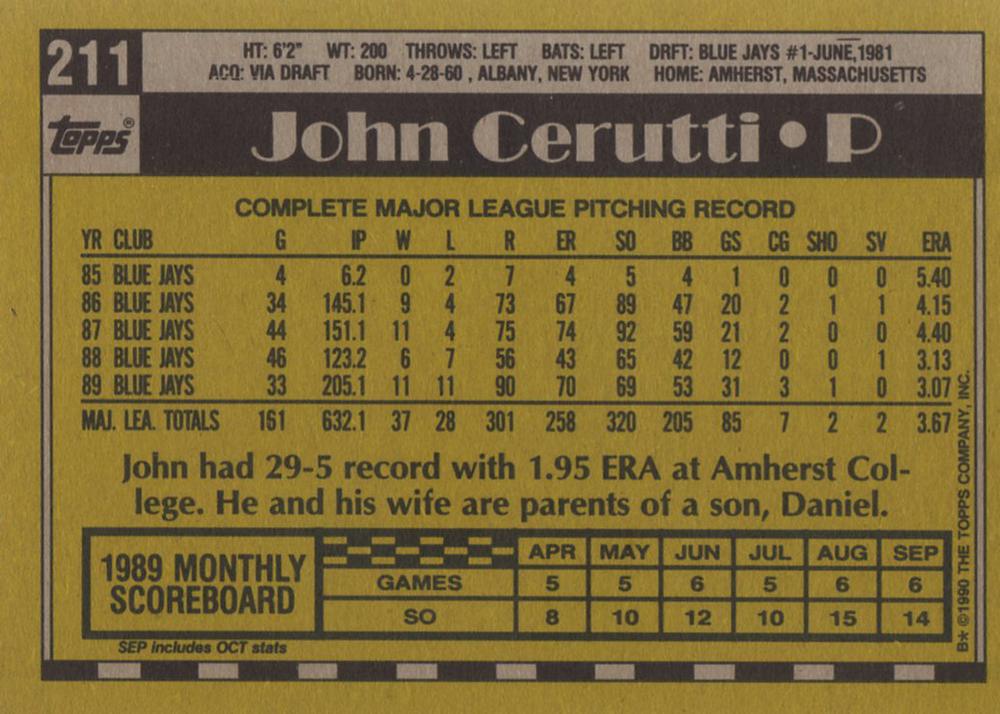 211
HT: 6'2" WT: 200 THROWS: LEFT BATS: LEFT DRFT: BLUE JAYS #1-JUNE,1981
ACQ: VIA DRAFT BORN: 4-28-60 , ALBANY, NEW YORK HOME: AMHERST, MASSACHUSETTS
topps®
John Cerutti • P
COMPLETE MAJOR LEAGUE PITCHING RECORD
YR CLUB G IP W L R ER SO BB GS CG SHO SV ERA
85 BLUE JAYS 4 6.2 0 2 7 4 5 4 1 0 0 0 5.40
86 BLUE JAYS 34 145.1 9 4 73 67 89 47 20 2 1 1 4.15
87 BLUE JAYS 44 151.1 11 4 75 74 92 59 21 2 0 0 4.40
88 BLUE JAYS 46 123.2 6 7 56 43 65 42 12 0 0 1 3.13
89 BLUE JAYS 33 205.1 11 11 90 70 69 53 31 3 1 0 3.07
MAJ. LEA. TOTALS 161 632.1 37 28 301 258 320 205 85 7 2 2 3.67
John had 29-5 record with 1.95 ERA at Amherst Col-
lege. He and his wife are parents of a son, Daniel.
1989 MONTHLY
SCOREBOARD
APR MAY JUN JUL AUG SEP
GAMES 5 5 6 5 6 6
SO 8 10 12 10 15 14
SEP includes OCT stats
B* ©1990 THE TOPPS COMPANY, INC.